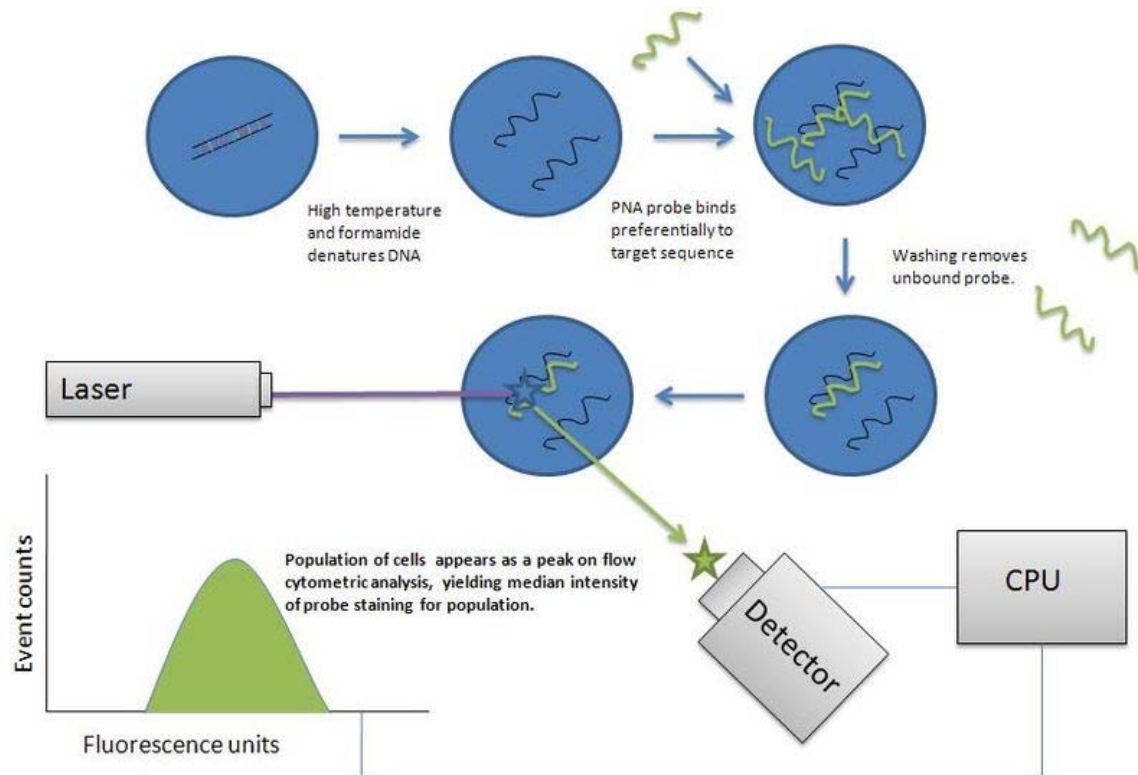 High temperature
and formamide
denatures DNA
PNA probe binds
preferentially to
target sequence
Washing removes
unbound probe.
Laser
Event counts
Population of cells appears as a peak on flow
cytometric analysis, yielding median intensity
of probe staining for population.
Detector
CPU
Fluorescence units